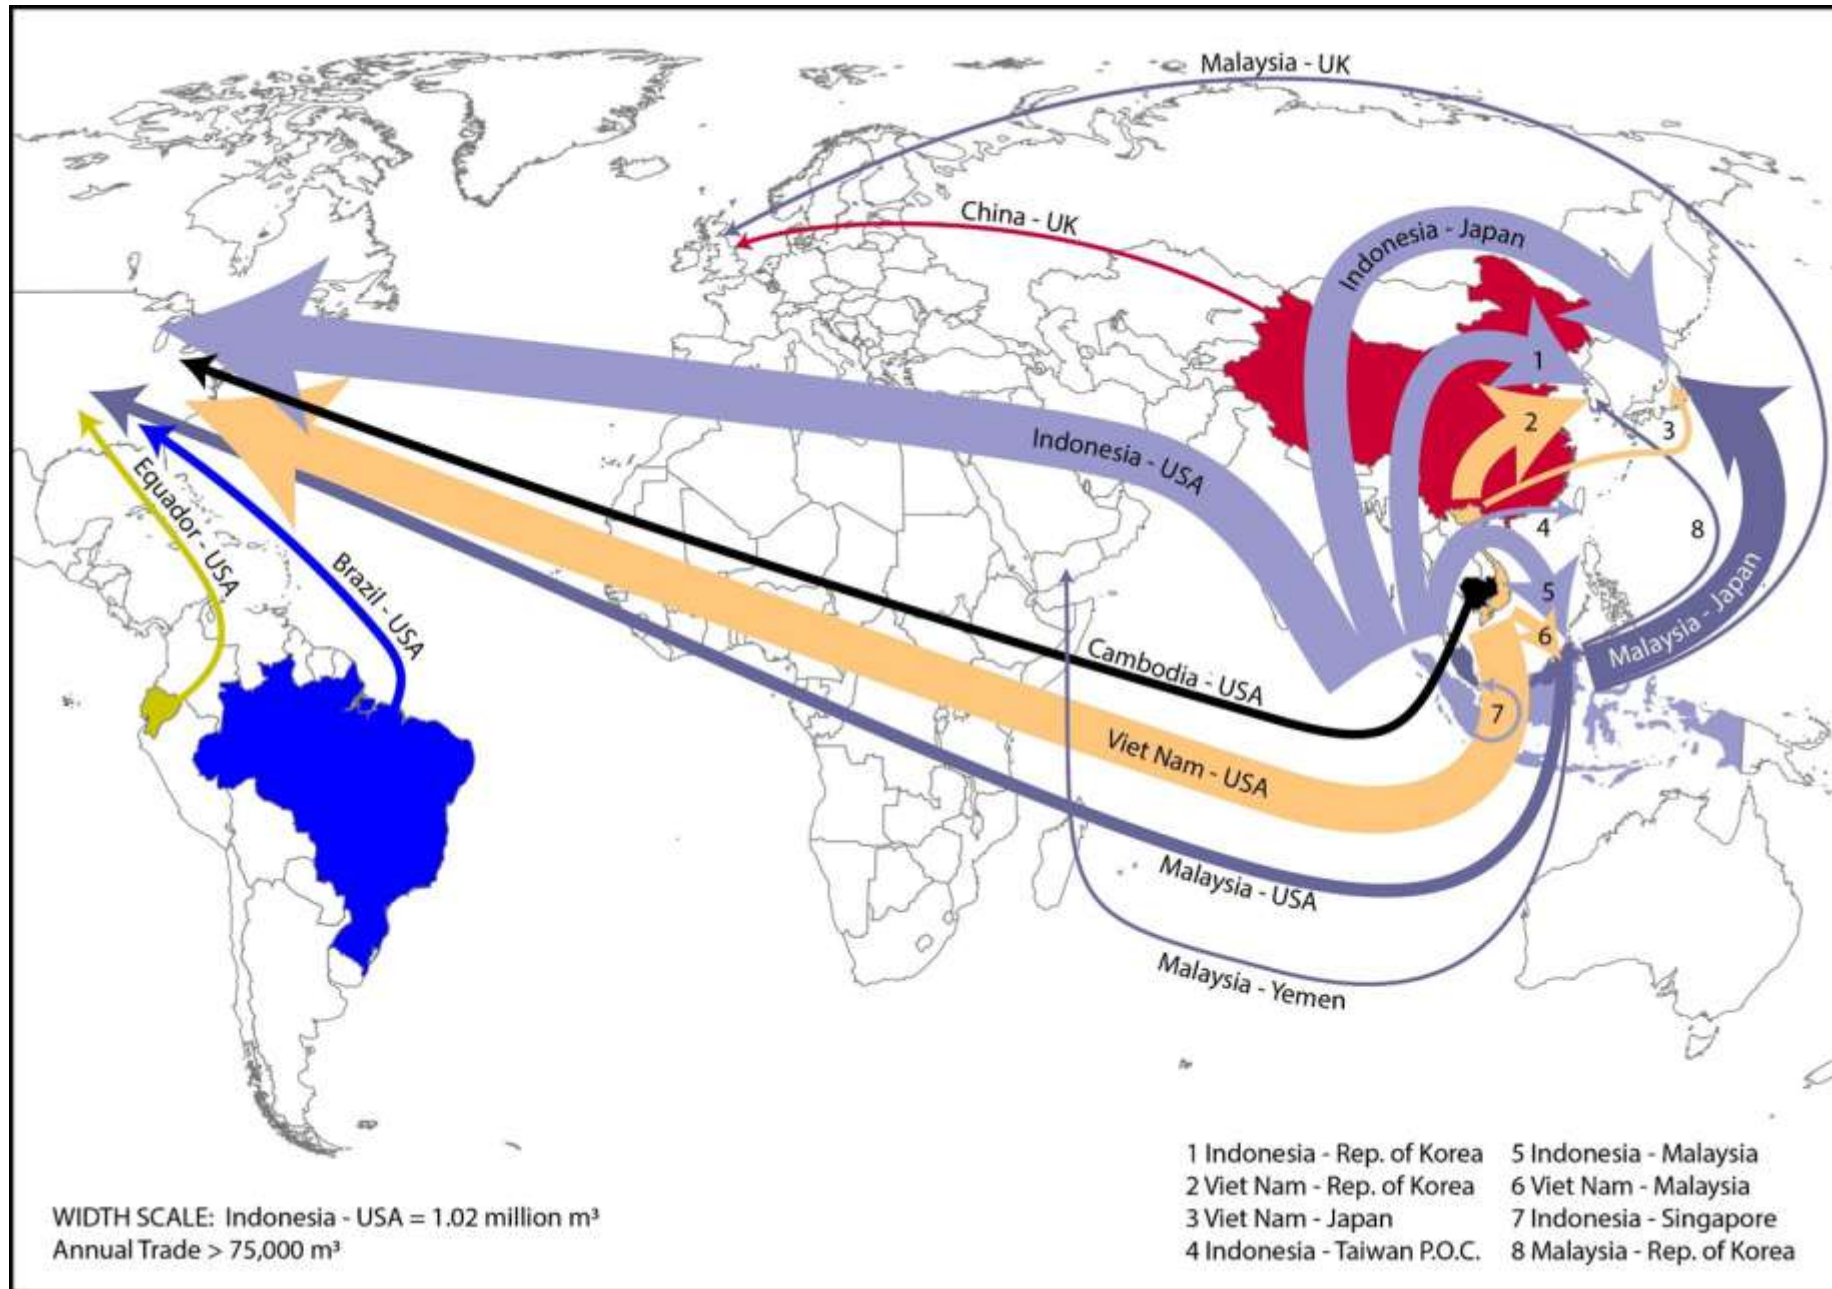 Malaysia - UK
China - UK
Indonesia - Japan
1
2
3
Indonesia - USA
Equador - USA
Brazil - USA
4
8
5
6
Malaysia - Japan
Cambodia - USA
7
Viet Nam - USA
Malaysia - USA
Malaysia - Yemen
1 Indonesia - Rep. of Korea
2 Viet Nam - Rep. of Korea
3 Viet Nam - Japan
4 Indonesia - Taiwan P.O.C.
5 Indonesia - Malaysia
6 Viet Nam - Malaysia
7 Indonesia - Singapore
8 Malaysia - Rep. of Korea
WIDTH SCALE: Indonesia - USA = 1.02 million m³
Annual Trade > 75,000 m³